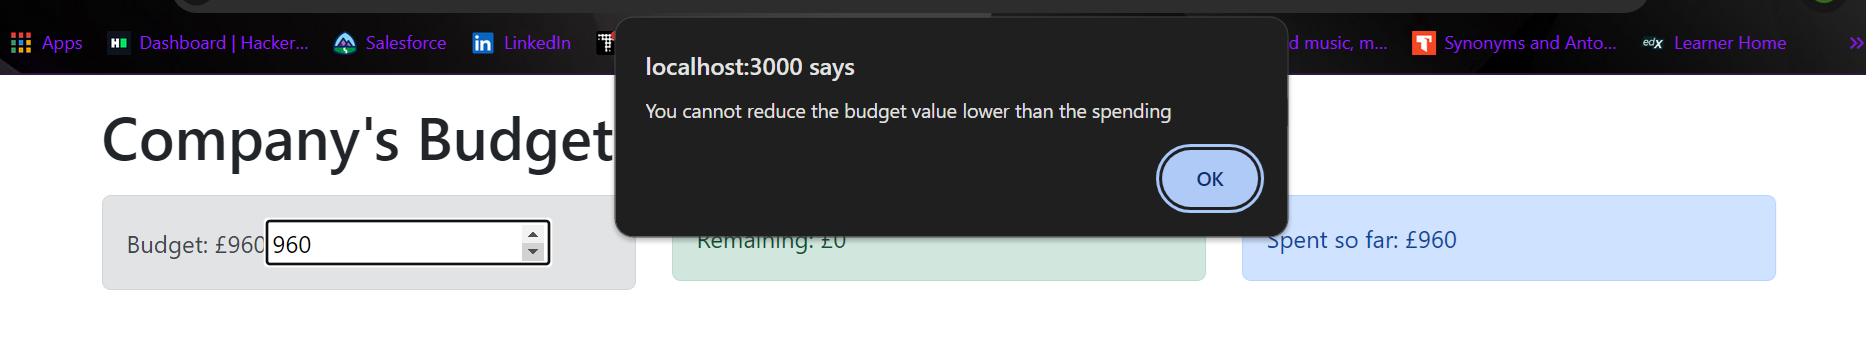 Apps
Dashboard | Hacker...
Salesforce
LinkedIn
d music, m...
Synonyms and Anto...
edX Learner Home
»
localhost:3000 says
You cannot reduce the budget value lower than the spending
OK
Company's Budget
Budget: £960
960
Remaining: £0
Spent so far: £960